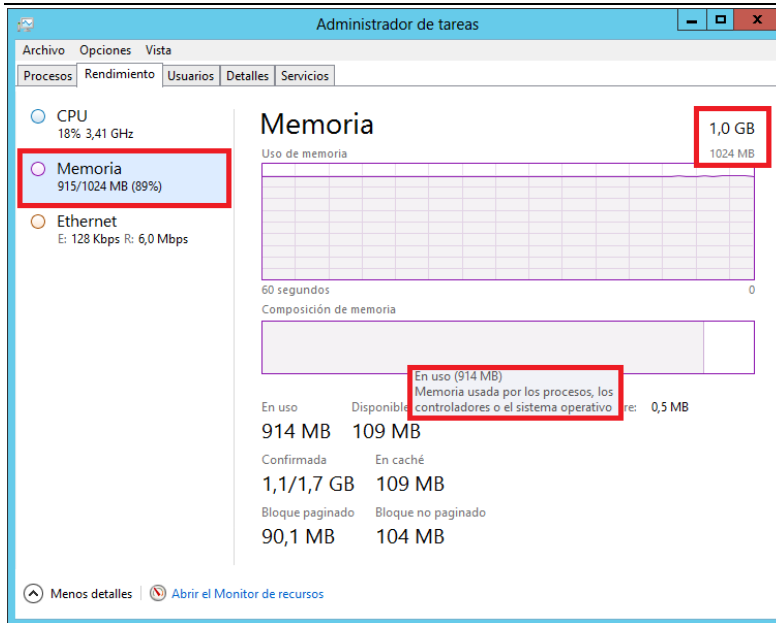 Administrador de tareas
Archivo Opciones Vista
Procesos Rendimiento Usuarios Detalles Servicios
CPU
18% 3,41 GHz
Memoria
915/1024 MB (89%)
Ethernet
E: 128 Kbps R: 6,0 Mbps
Memoria
1,0 GB
Uso de memoria
1024 MB
60 segundos
0
Composición de memoria
En uso (914 MB)
Memoria usada por los procesos, los
controladores o el sistema operativo
En uso
Disponible
re: 0,5 MB
914 MB
109 MB
Confirmada
En caché
1,1/1,7 GB
109 MB
Bloque paginado
Bloque no paginado
90,1 MB
104 MB
Menos detalles
Abrir el Monitor de recursos